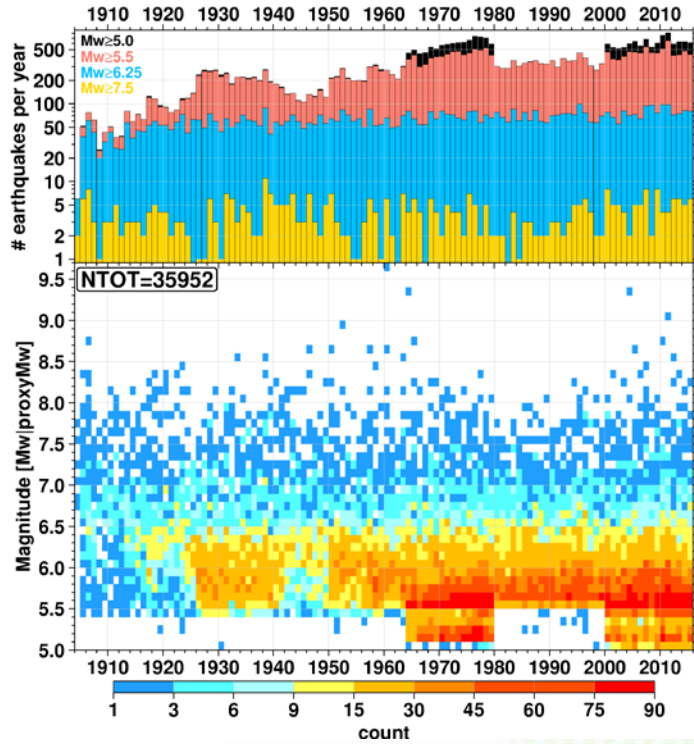 1910 1920 1930 1940 1950 1960 1970 1980 1990 2000 2010
# earthquakes per year
500
200
100
50
20
10
5
2
1
Mw≥5.0
Mw≥5.5
Mw≥6.25
Mw≥7.5
Magnitude [Mw|proxyMw]
NTOT=35952
9.5
9.0
8.5
8.0
7.5
7.0
6.5
6.0
5.5
5.0
1910 1920 1930 1940 1950 1960 1970 1980 1990 2000 2010
1 3 6 9 15 30 45 60 75 90
count